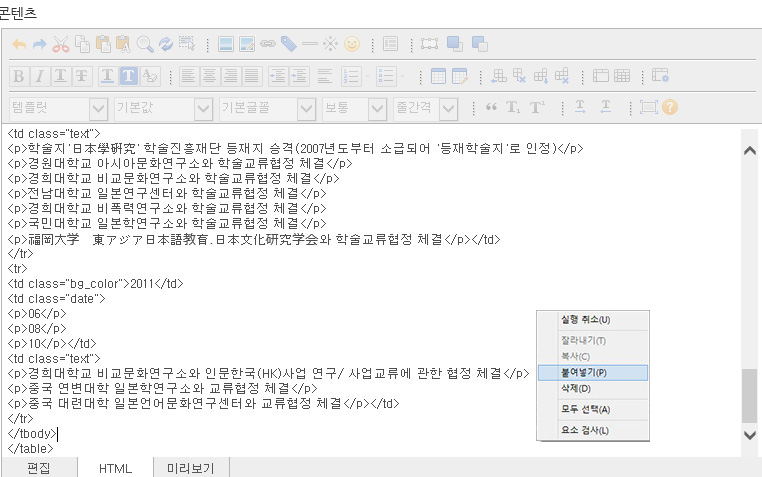 콘텐츠
템플릿 기본값 기본글꼴 보통 줄간격
<td class="text">
<p>학술지'日本學硏究' 학술진흥재단 등재지 승격(2007년도부터 소급되어 '등재학술지'로 인정)</p>
<p>경원대학교 아시아문화연구소와 학술교류협정 체결</p>
<p>경희대학교 비교문화연구소와 학술교류협정 체결</p>
<p>전남대학교 일본연구센터와 학술교류협정 체결</p>
<p>경희대학교 비폭력연구소와 학술교류협정 체결</p>
<p>국민대학교 일본학연구소와 학술교류협정 체결</p>
<p>福岡大学　東アジア日本語教育.日本文化研究学会와 학술교류협정 체결</p></td>
</tr>
<tr>
<td class="bg_color">2011</td>
<td class="date">
<p>06</p>
<p>08</p>
<p>10</p></td>
<td class="text">
<p>경희대학교 비교문화연구소와 인문한국(HK)사업 연구/ 사업교류에 관한 협정 체결</p>
<p>중국 연변대학 일본학연구소와 교류협정 체결</p>
<p>중국 대련대학 일본언어문화연구센터와 교류협정 체결</p></td>
</tr>
</tbody>
</table>
실행 취소(U)
잘라내기(T)
복사(C)
붙여넣기(P)
삭제(D)
모두 선택(A)
요소 검사(L)
편집 HTML 미리보기